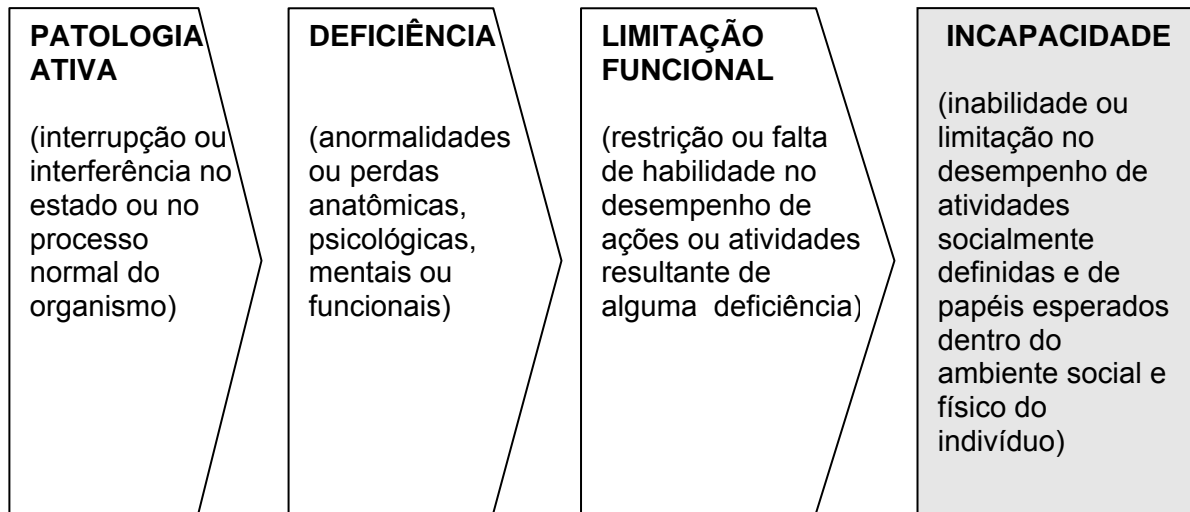 PATOLOGIA
ATIVA
(interrupção ou
interferência no
estado ou no
processo
normal do
organismo)
DEFICIÊNCIA
(anormalidades
ou perdas
anatômicas,
psicológicas,
mentais ou
funcionais)
LIMITAÇÃO
FUNCIONAL
(restrição ou falta
de habilidade no
desempenho de
ações ou atividades
resultante de
alguma deficiência)
INCAPACIDADE
(inabilidade ou
limitação no
desempenho de
atividades
socialmente
definidas e de
papéis esperados
dentro do
ambiente social e
físico do
indivíduo)